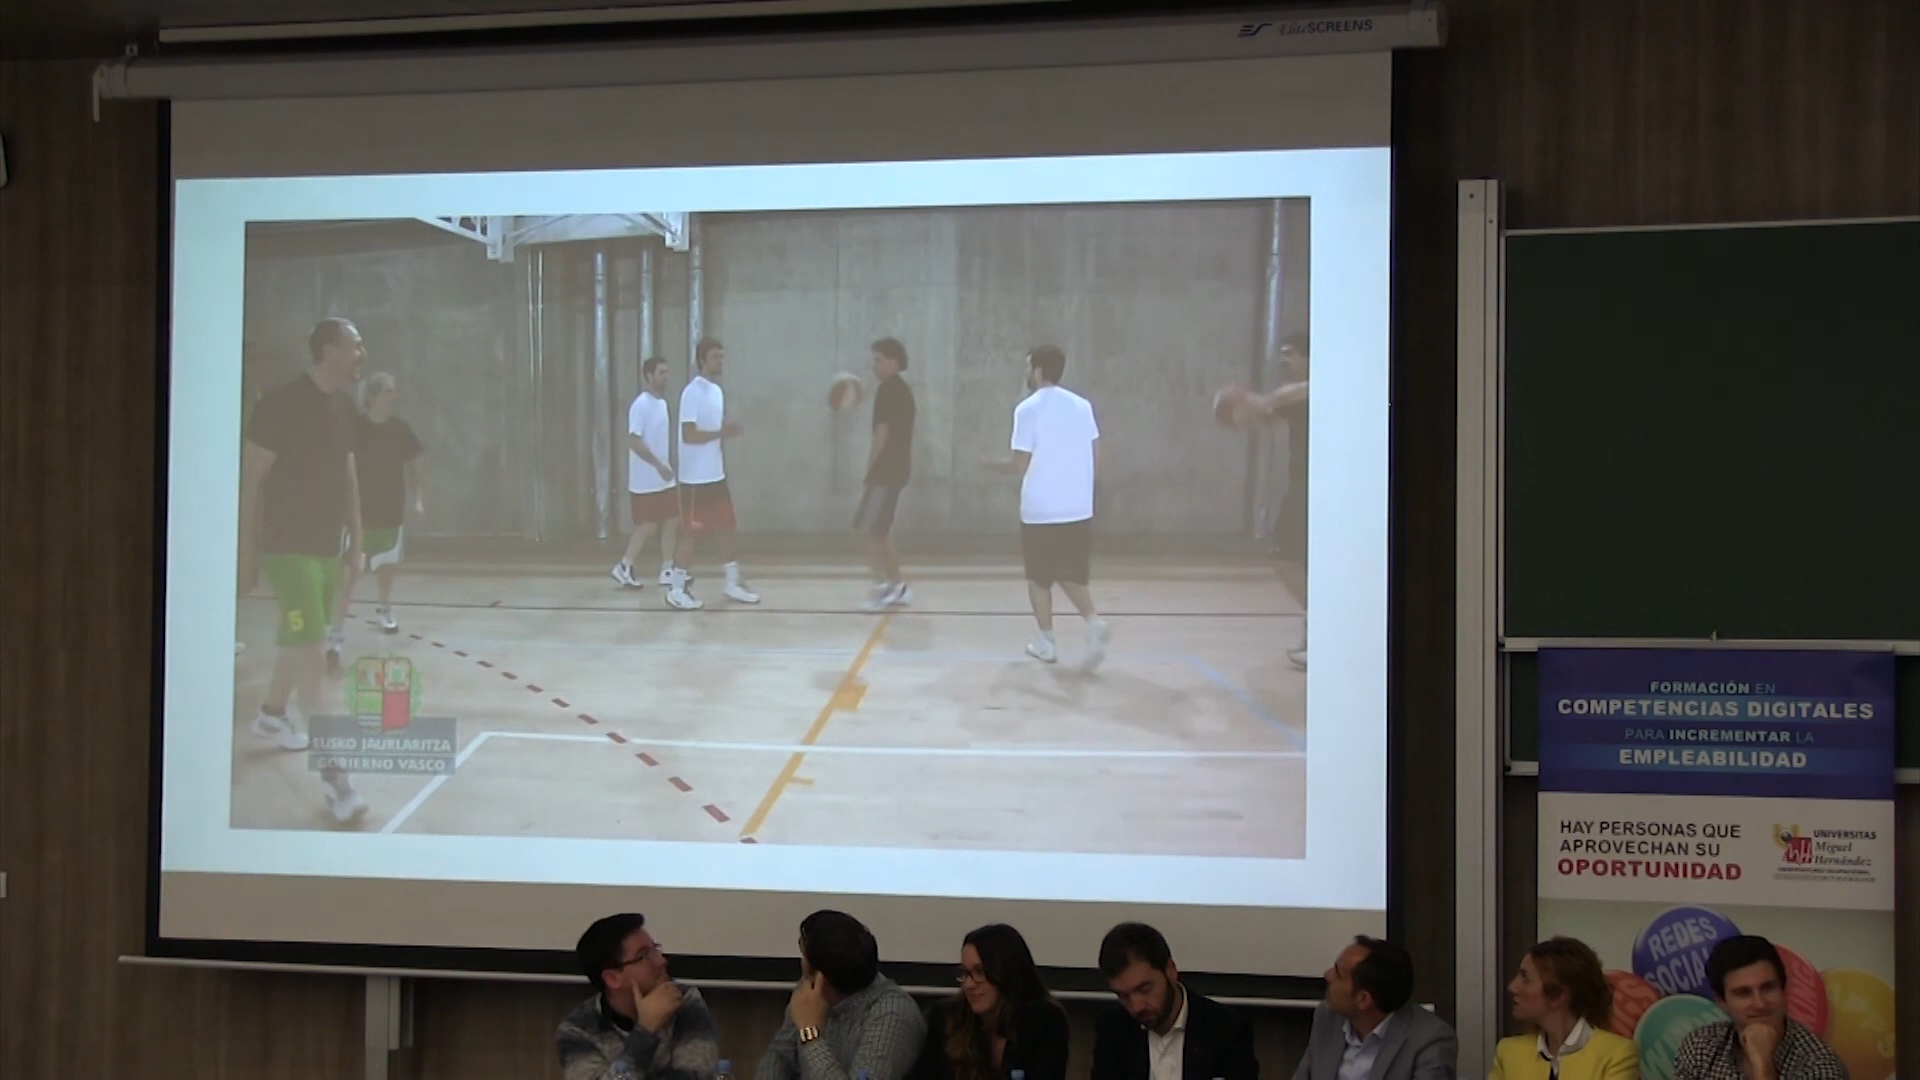 EliteSCREENS
5
EUSKO JAURLARITZA
GOBIERNO VASCO
FORMACIÓN EN
COMPETENCIAS DIGITALES
PARA INCREMENTAR LA
EMPLEABILIDAD
HAY PERSONAS QUE
APROVECHAN SU
OPORTUNIDAD
UNIVERSITAS
Miguel
Hernández
REDES